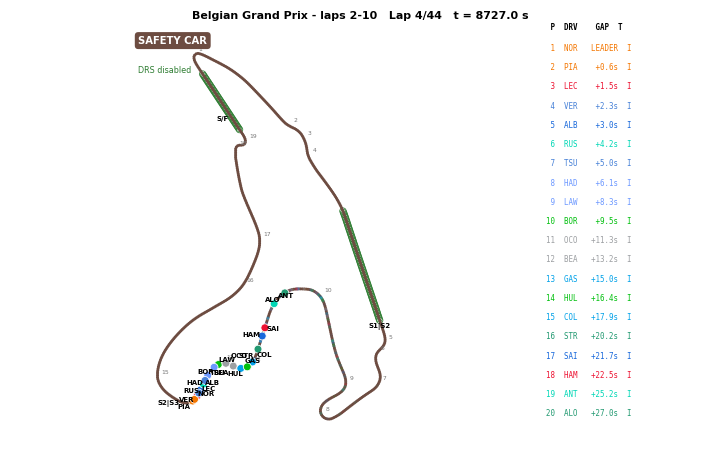 Belgian Grand Prix - laps 2-10   Lap 4/44   t = 8727.0 s
SAFETY CAR
DRS disabled
P DRV GAP T
1 NOR LEADER I
2 PIA +0.6s I
3 LEC +1.5s I
4 VER +2.3s I
5 ALB +3.0s I
6 RUS +4.2s I
7 TSU +5.0s I
8 HAD +6.1s I
9 LAW +8.3s I
10 BOR +9.5s I
11 OCO +11.3s I
12 BEA +13.2s I
13 GAS +15.0s I
14 HUL +16.4s I
15 COL +17.9s I
16 STR +20.2s I
17 SAI +21.7s I
18 HAM +22.5s I
19 ANT +25.2s I
20 ALO +27.0s I
S/F
19
2
3
4
17
16
10
S1|S2
5
ANT
ALO
SAI
HAM
COL
STR
OCO
GAS
LAW
HUL
BOR
15
HAD
ALB
RUS
LEC
NOR
VER
S2|S3
PIA
9
7
8